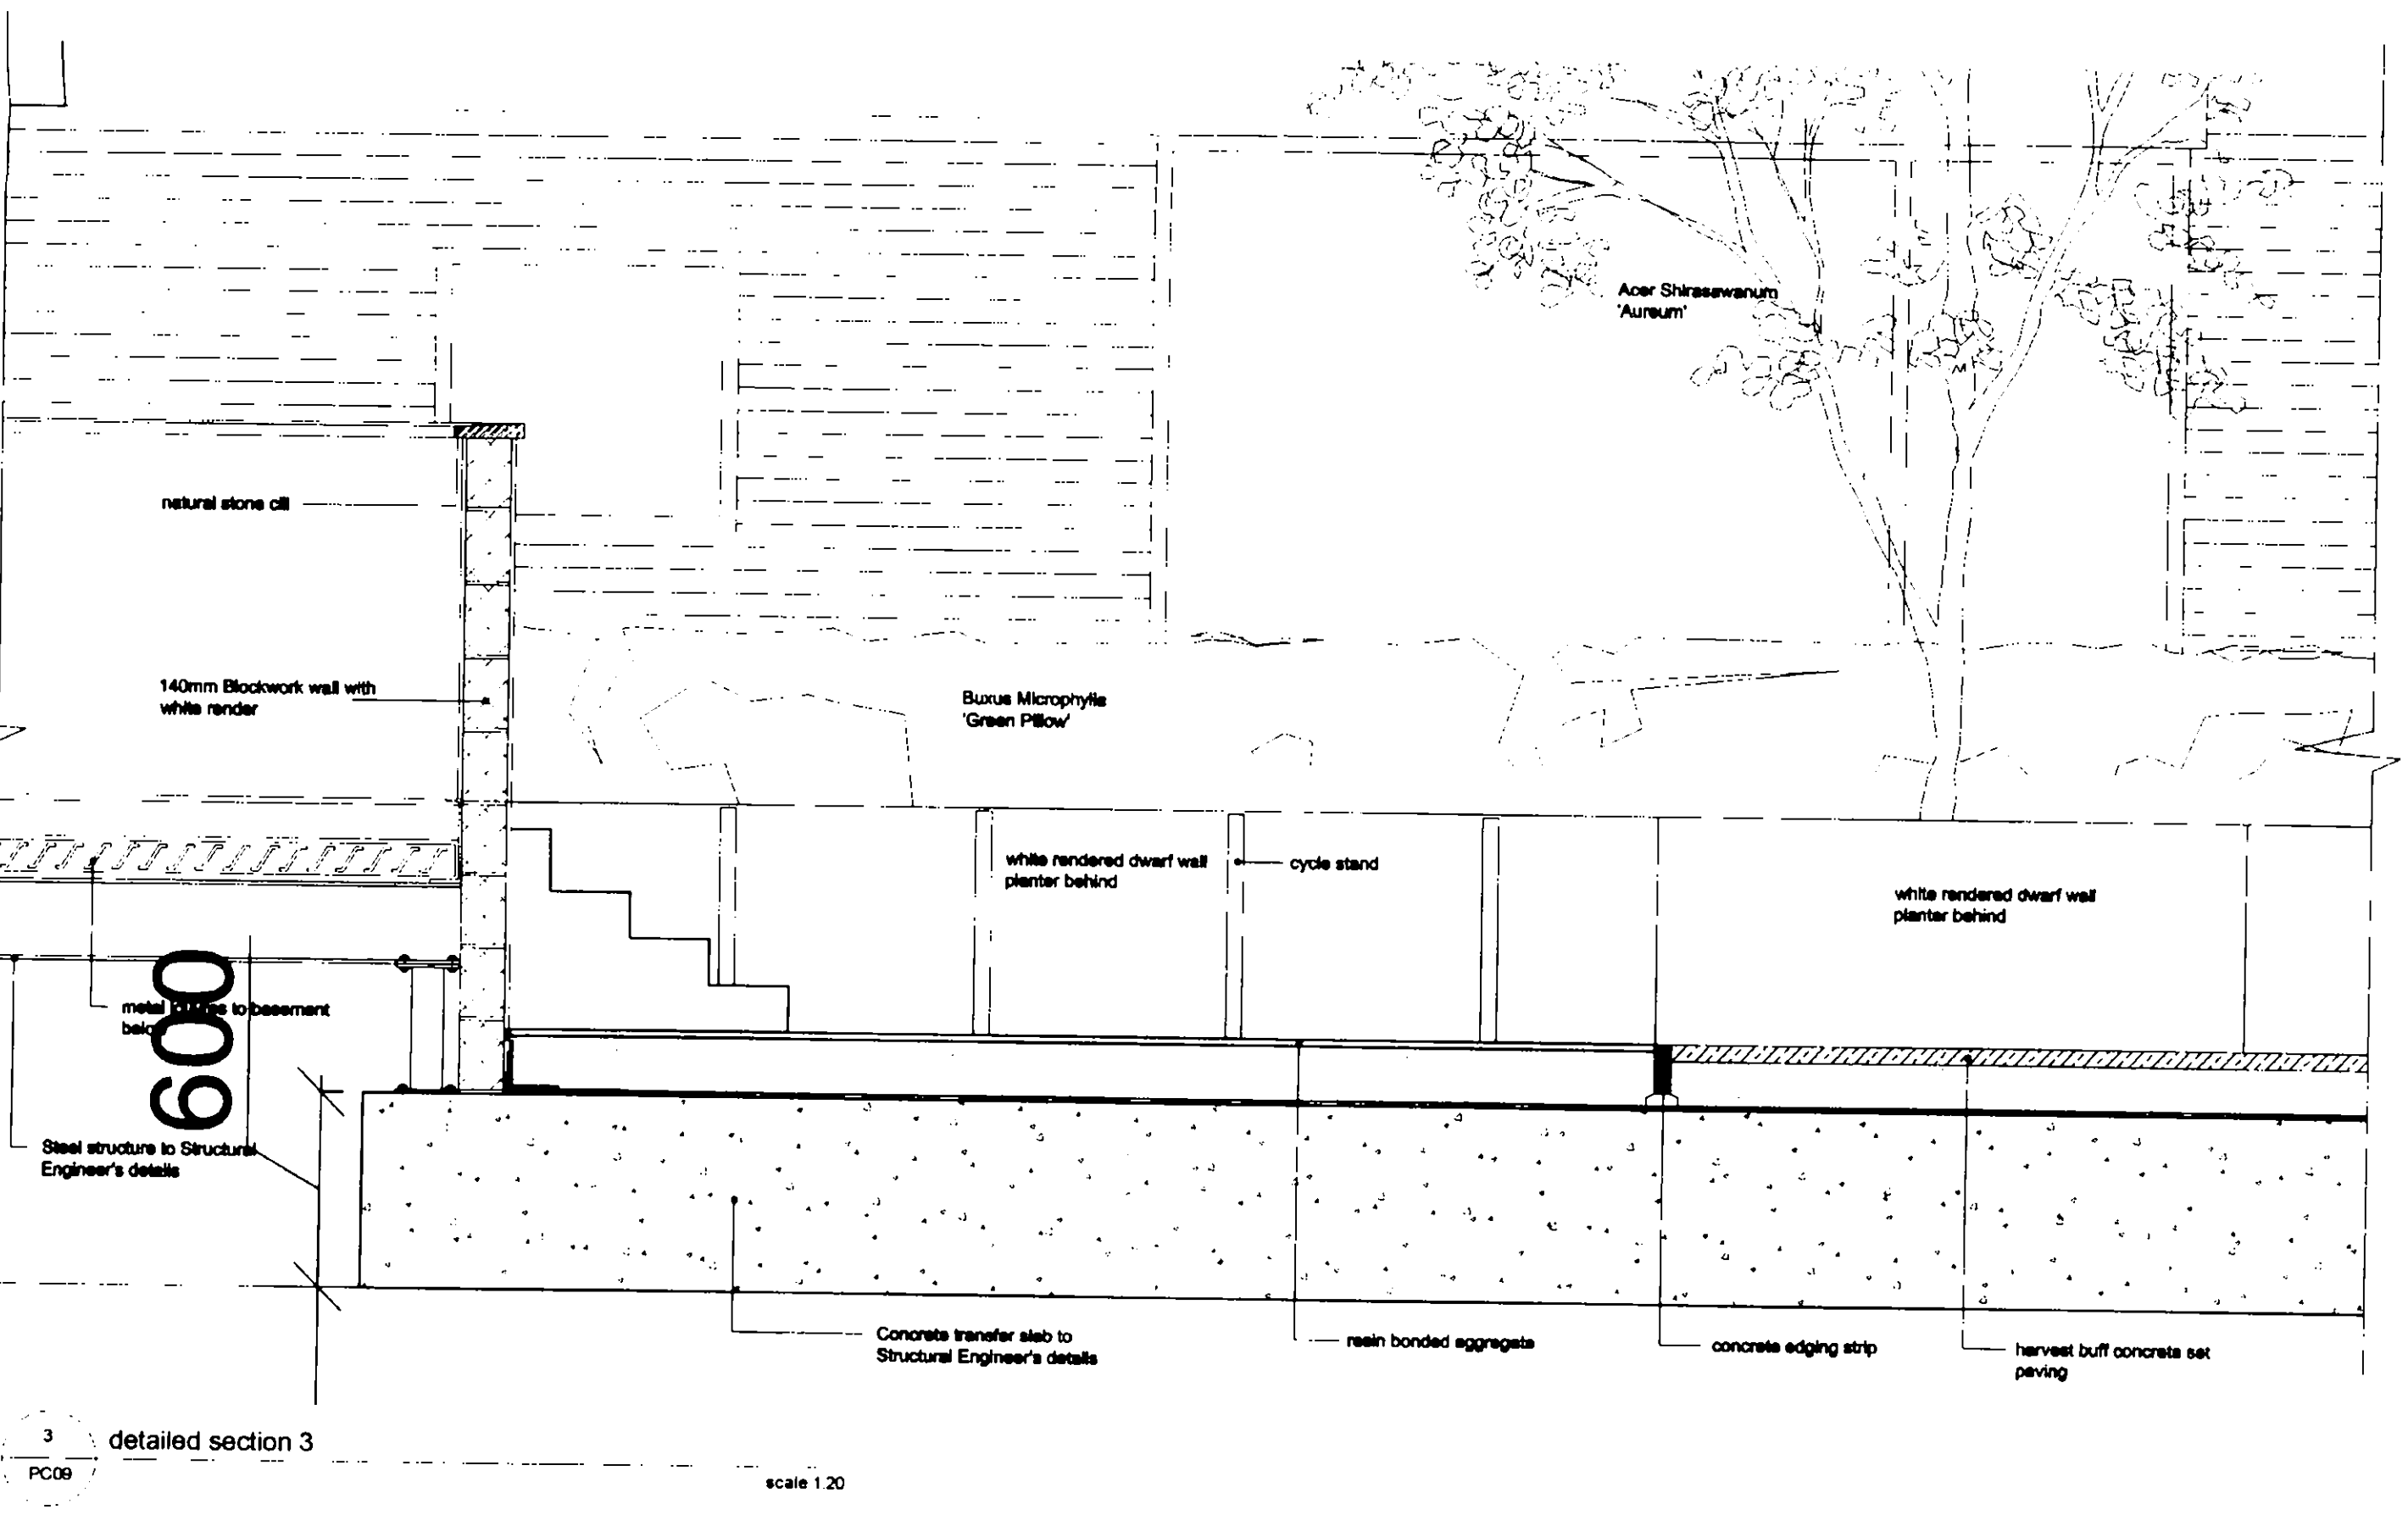 Acer Shirasawanum
'Aureum'
natural stone cill
140mm Blockwork wall with
white render
Buxus Microphylla
'Green Pillow'
white rendered dwarf wall
planter behind
cycle stand
white rendered dwarf wall
planter behind
600
metal to basement
Steel structure to Structural
Engineer's details
Concrete transfer slab to
Structural Engineer's details
resin bonded aggregate
concrete edging strip
harvest buff concrete set
paving
3
PC09
detailed section 3
scale 1.20